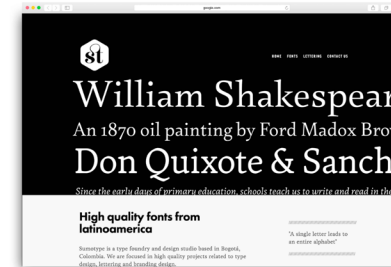 google.com
st
HOME FONTS LETTERING CONTACT US
William Shakespear
An 1870 oil painting by Ford Madox Bro
Don Quixote & Sanch
Since the early days of primary education, schools teach us to write and read in the
High quality fonts from
latinoamerica
Sumotype is a type foundry and design studio based in Bogotá,
Colombia. We are focused in high quality projects related to type
design, lettering and branding design.
"A single letter leads to
an entire alphabet"